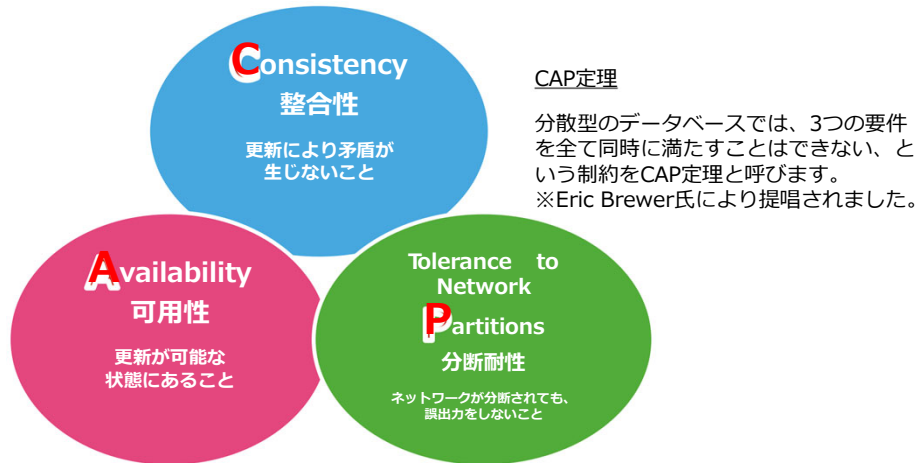 Consistency
整合性
更新により矛盾が
生じないこと
CAP定理
分散型のデータベースでは、3つの要件
を全て同時に満たすことはできない、と
いう制約をCAP定理と呼びます。
※Eric Brewer氏により提唱されました。
Availability
可用性
更新が可能な
状態にあること
Tolerance to
Network
Partitions
分断耐性
ネットワークが分断されても、
誤出力をしないこと